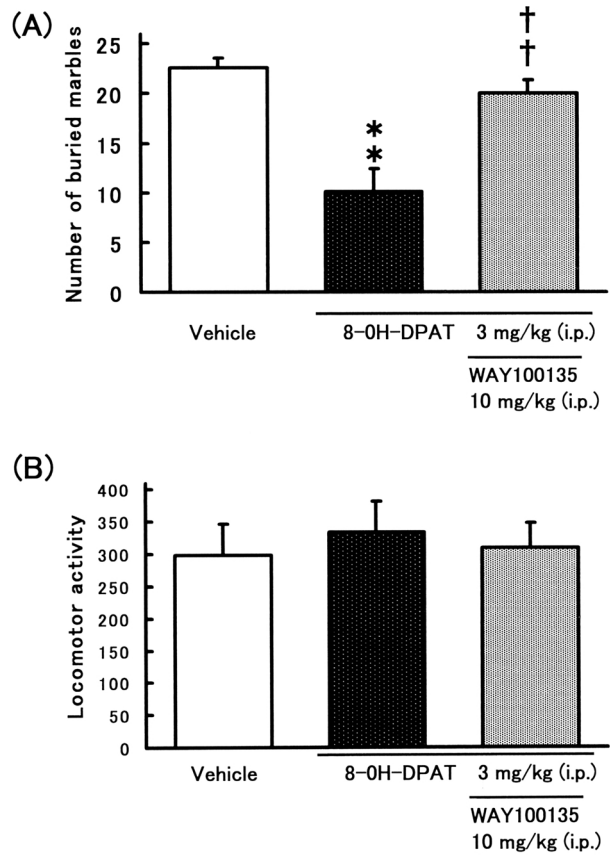 (A)
Number of buried marbles
25
20
15
10
5
0
**
††
Vehicle
8-0H-DPAT 3 mg/kg (i.p.)
WAY100135
10 mg/kg (i.p.)
(B)
Locomotor activity
400
350
300
250
200
150
100
50
0
Vehicle
8-0H-DPAT 3 mg/kg (i.p.)
WAY100135
10 mg/kg (i.p.)